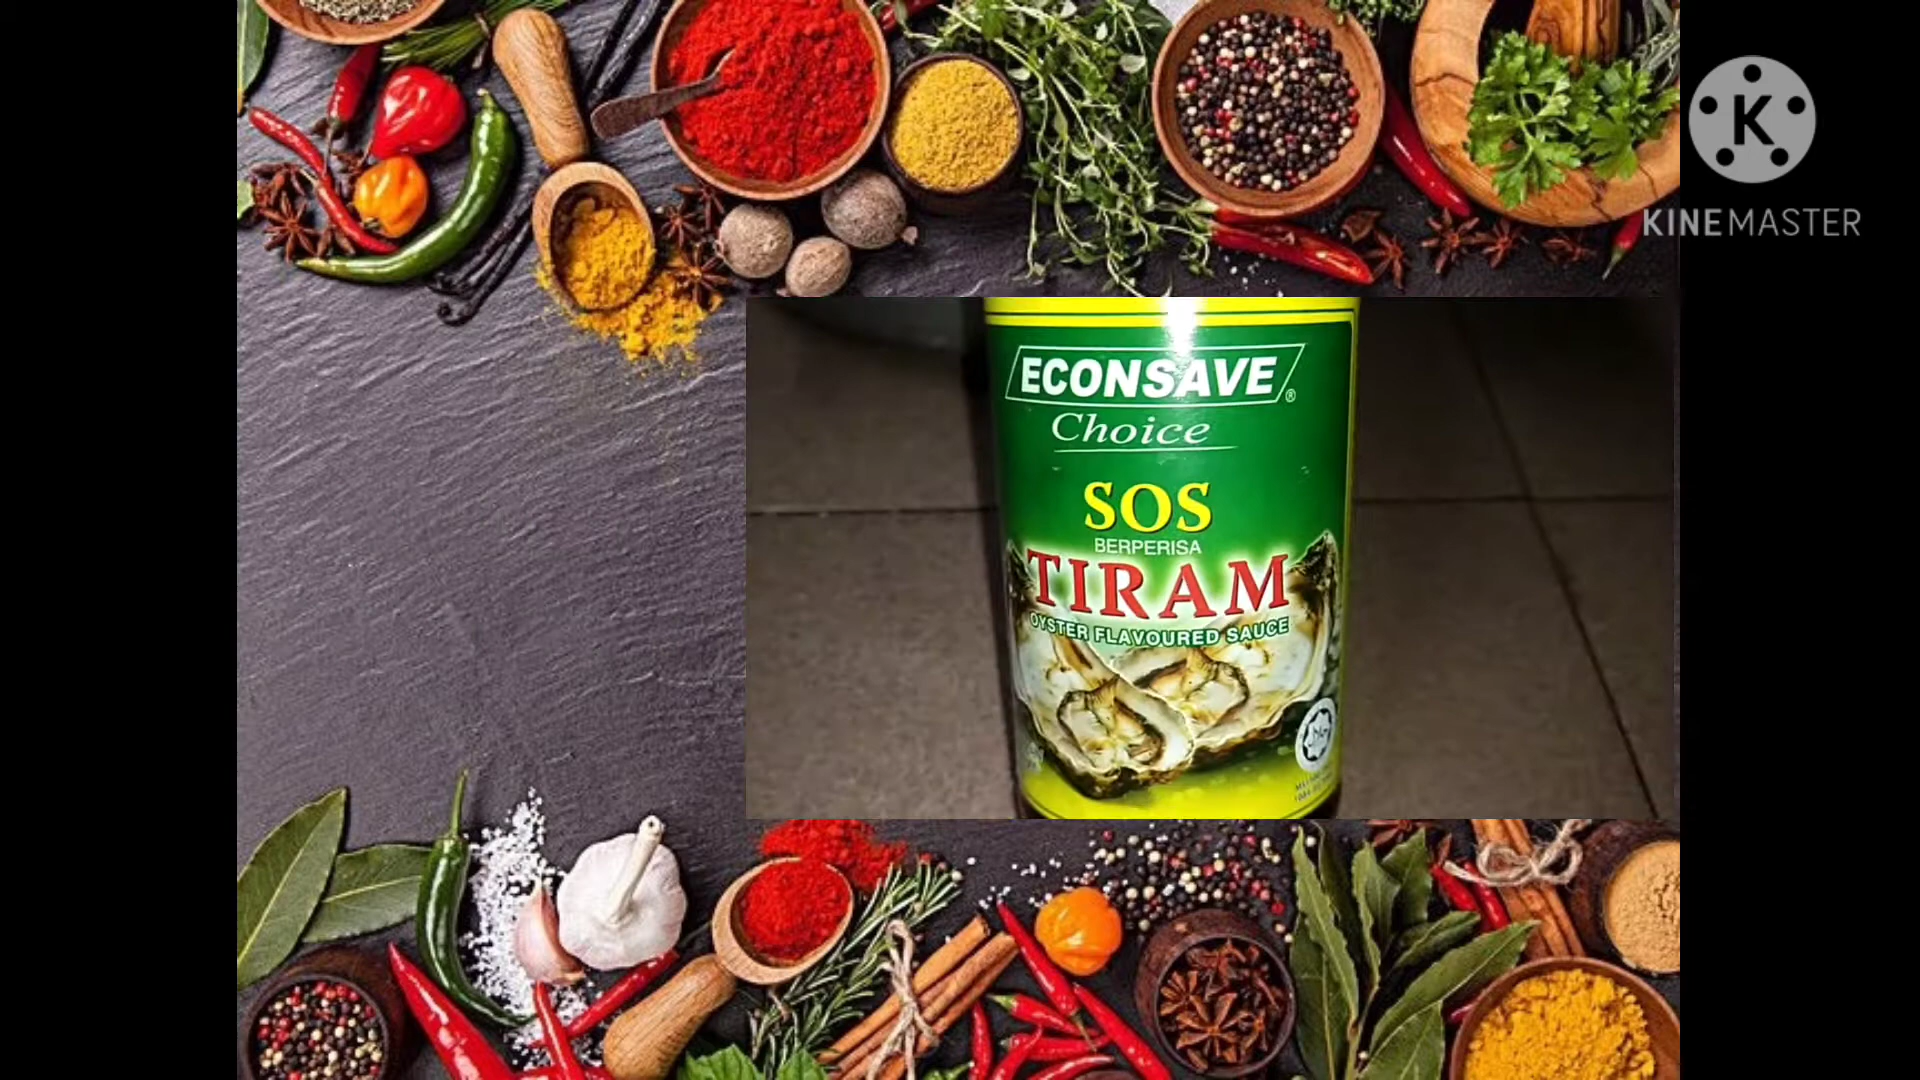 K
KINEMASTER
ECONSAVE®
Choice
SOS
BERPERISA
TIRAM
OYSTER FLAVOURED SAUCE